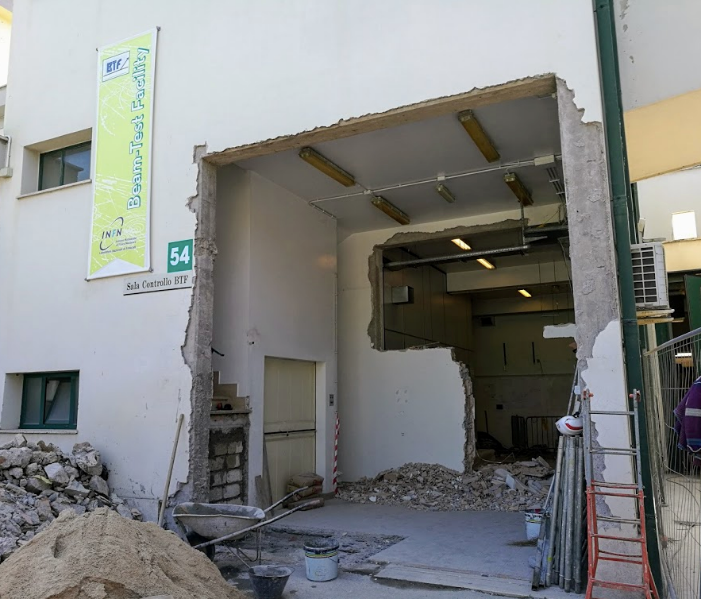 BTF
Beam-Test Facility
INFN
54
Sala Controllo BTF